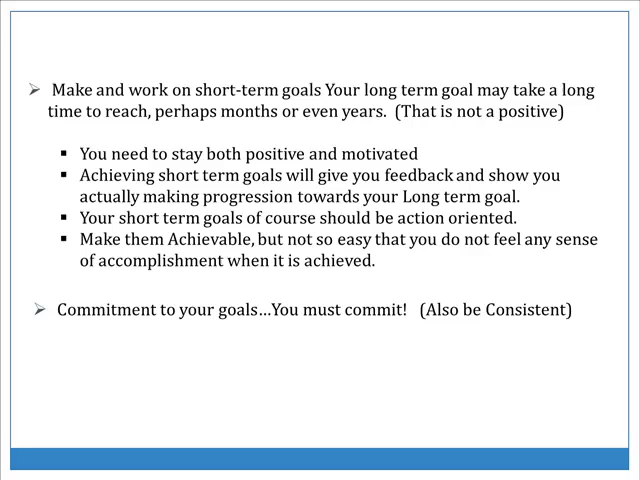 Make and work on short-term goals Your long term goal may take a long
time to reach, perhaps months or even years. (That is not a positive)
You need to stay both positive and motivated
Achieving short term goals will give you feedback and show you
actually making progression towards your Long term goal.
Your short term goals of course should be action oriented.
Make them Achievable, but not so easy that you do not feel any sense
of accomplishment when it is achieved.
Commitment to your goals…You must commit! (Also be Consistent)